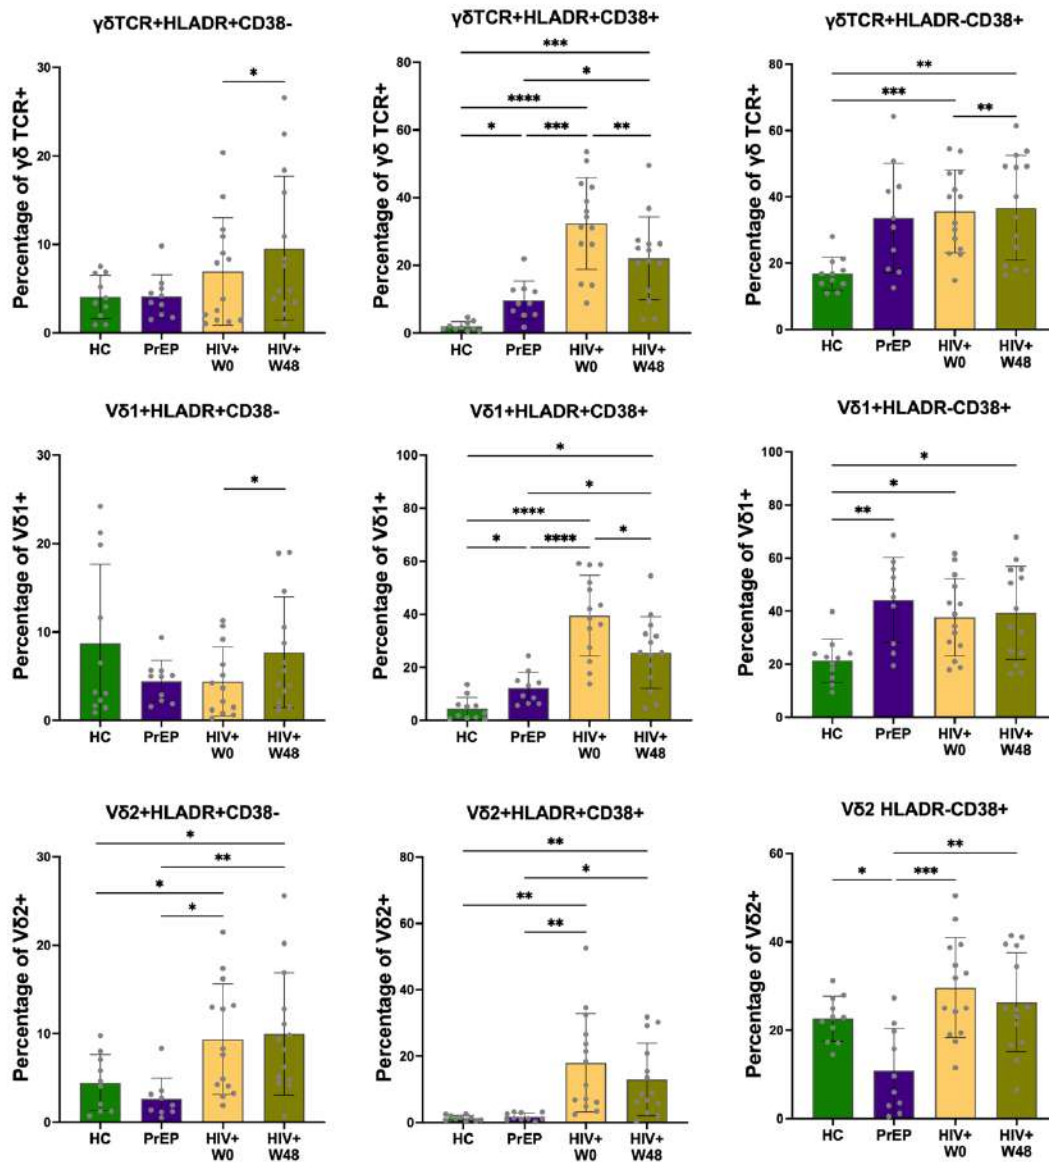 γδTCR+HLADR+CD38-
Percentage of γδ TCR+
30
20
10
0
*
HC
PrEP
HIV+
W0
HIV+
W48
γδTCR+HLADR+CD38+
Percentage of γδ TCR+
80
60
40
20
0
***
*
****
* *** **
HC
PrEP
HIV+
W0
HIV+
W48
γδTCR+HLADR-CD38+
Percentage of γδ TCR+
80
60
40
20
0
**
***
**
HC
PrEP
HIV+
W0
HIV+
W48
Vδ1+HLADR+CD38-
Percentage of Vδ1+
30
20
10
0
*
HC
PrEP
HIV+
W0
HIV+
W48
Vδ1+HLADR+CD38+
Percentage of Vδ1+
100
80
60
40
20
0
*
*
****
* **** *
HC
PrEP
HIV+
W0
HIV+
W48
Vδ1+HLADR-CD38+
Percentage of Vδ1+
100
80
60
40
20
0
*
*
**
HC
PrEP
HIV+
W0
HIV+
W48
Vδ2+HLADR+CD38-
Percentage of Vδ2+
30
20
10
0
*
**
*
*
HC
PrEP
HIV+
W0
HIV+
W48
Vδ2+HLADR+CD38+
Percentage of Vδ2+
80
60
40
20
0
**
*
**
**
HC
PrEP
HIV+
W0
HIV+
W48
Vδ2 HLADR-CD38+
Percentage of Vδ2+
60
40
20
0
**
* ***
HC
PrEP
HIV+
W0
HIV+
W48